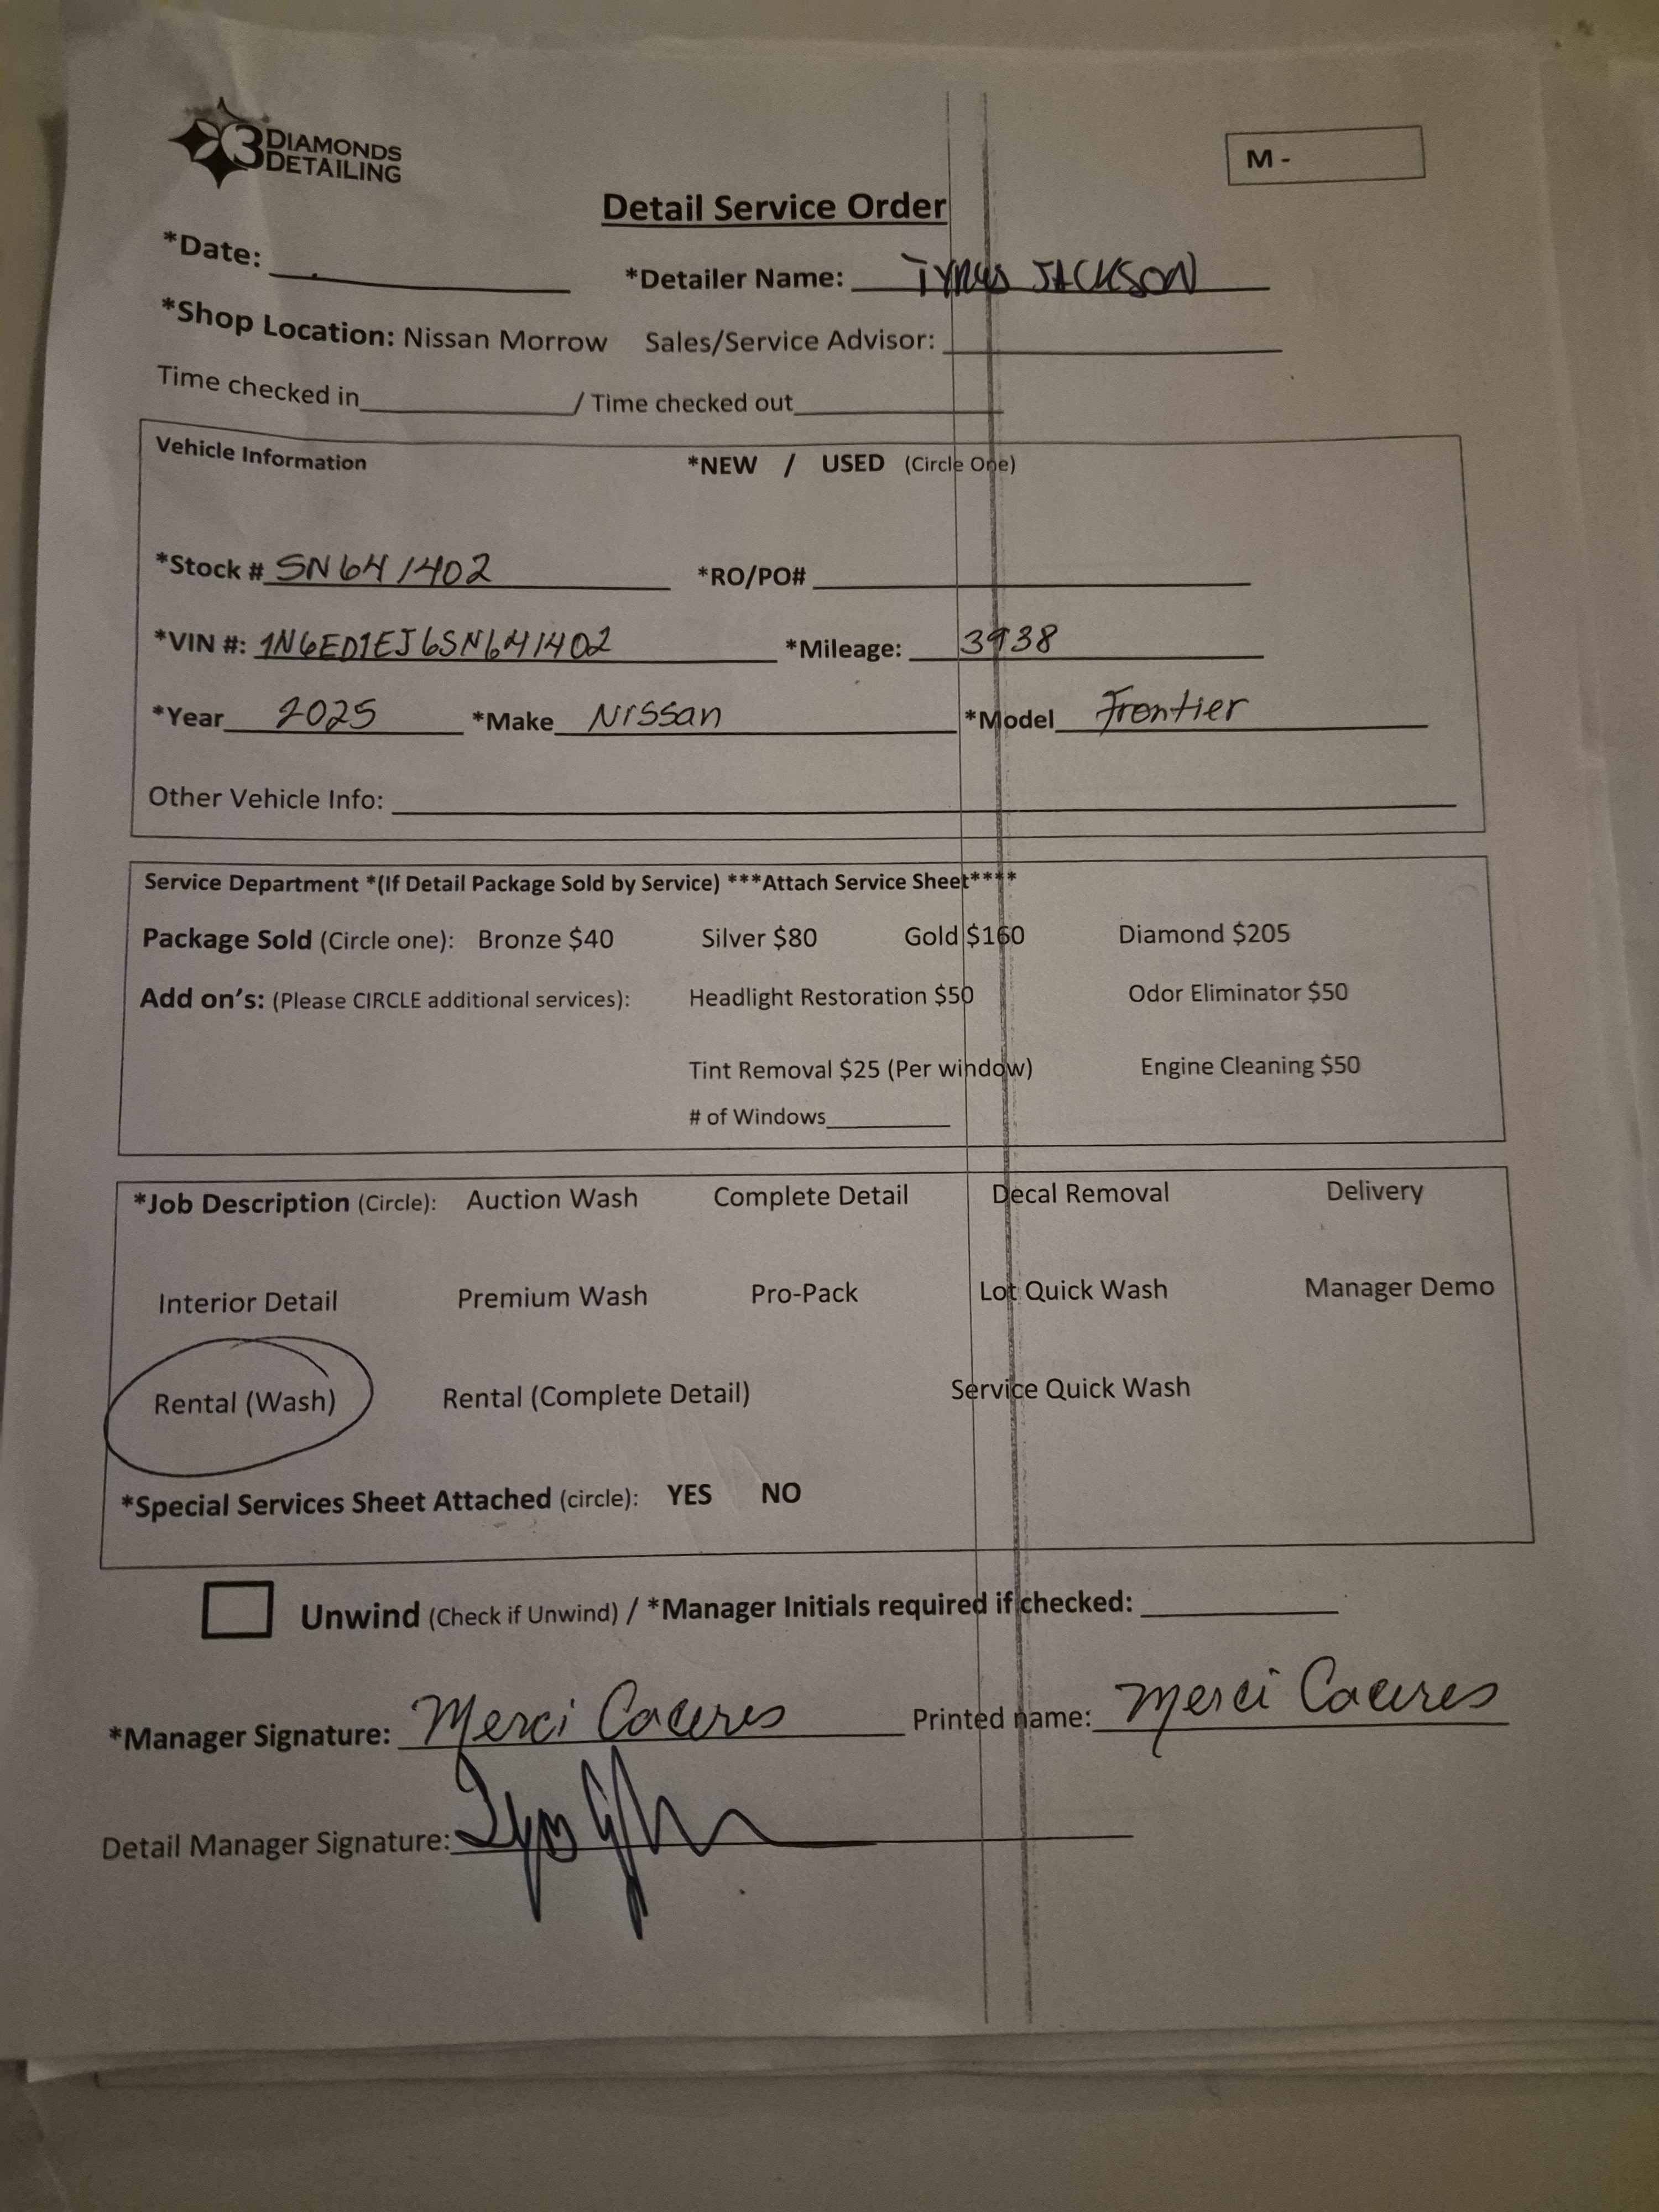 3 DIAMONDS
DETAILING
M -
Detail Service Order
*Date: *Detailer Name: TYRUS JACKSON
*Shop Location: Nissan Morrow Sales/Service Advisor:
Time checked in / Time checked out
Vehicle Information *NEW / USED (Circle One)
*Stock # SN641402 *RO/PO#
*VIN #: 1N6ED1EJ6SN641402 *Mileage: 3938
*Year 2025 *Make Nissan *Model Frontier
Other Vehicle Info:
Service Department *(If Detail Package Sold by Service) ***Attach Service Sheet****
Package Sold (Circle one): Bronze $40 Silver $80 Gold $160 Diamond $205
Add on's: (Please CIRCLE additional services): Headlight Restoration $50 Odor Eliminator $50
Tint Removal $25 (Per window) Engine Cleaning $50
# of Windows
*Job Description (Circle): Auction Wash Complete Detail Decal Removal Delivery
Interior Detail Premium Wash Pro-Pack Lot Quick Wash Manager Demo
Rental (Wash) Rental (Complete Detail) Service Quick Wash
*Special Services Sheet Attached (circle): YES NO
Unwind (Check if Unwind) / *Manager Initials required if checked:
*Manager Signature: Merci Caceres Printed name: Merci Caceres
Detail Manager Signature: